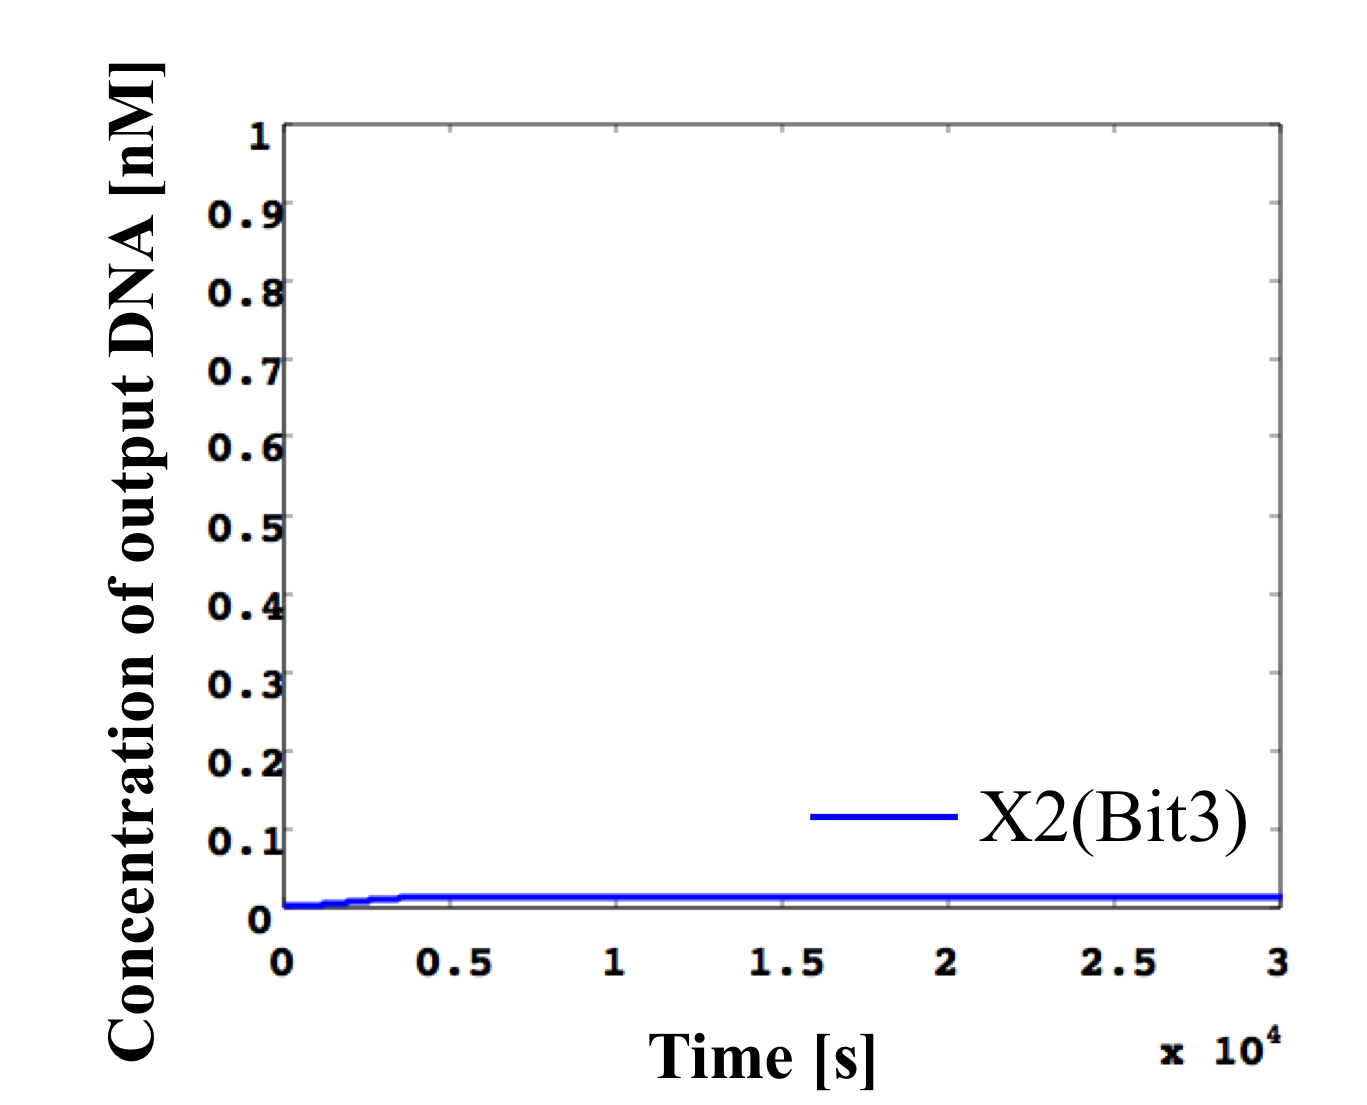 Concentration of output DNA [nM]
1
0.9
0.8
0.7
0.6
0.5
0.4
0.3
0.2
0.1
0
X2(Bit3)
0 0.5 1 1.5 2 2.5 3
x 10⁴
Time [s]